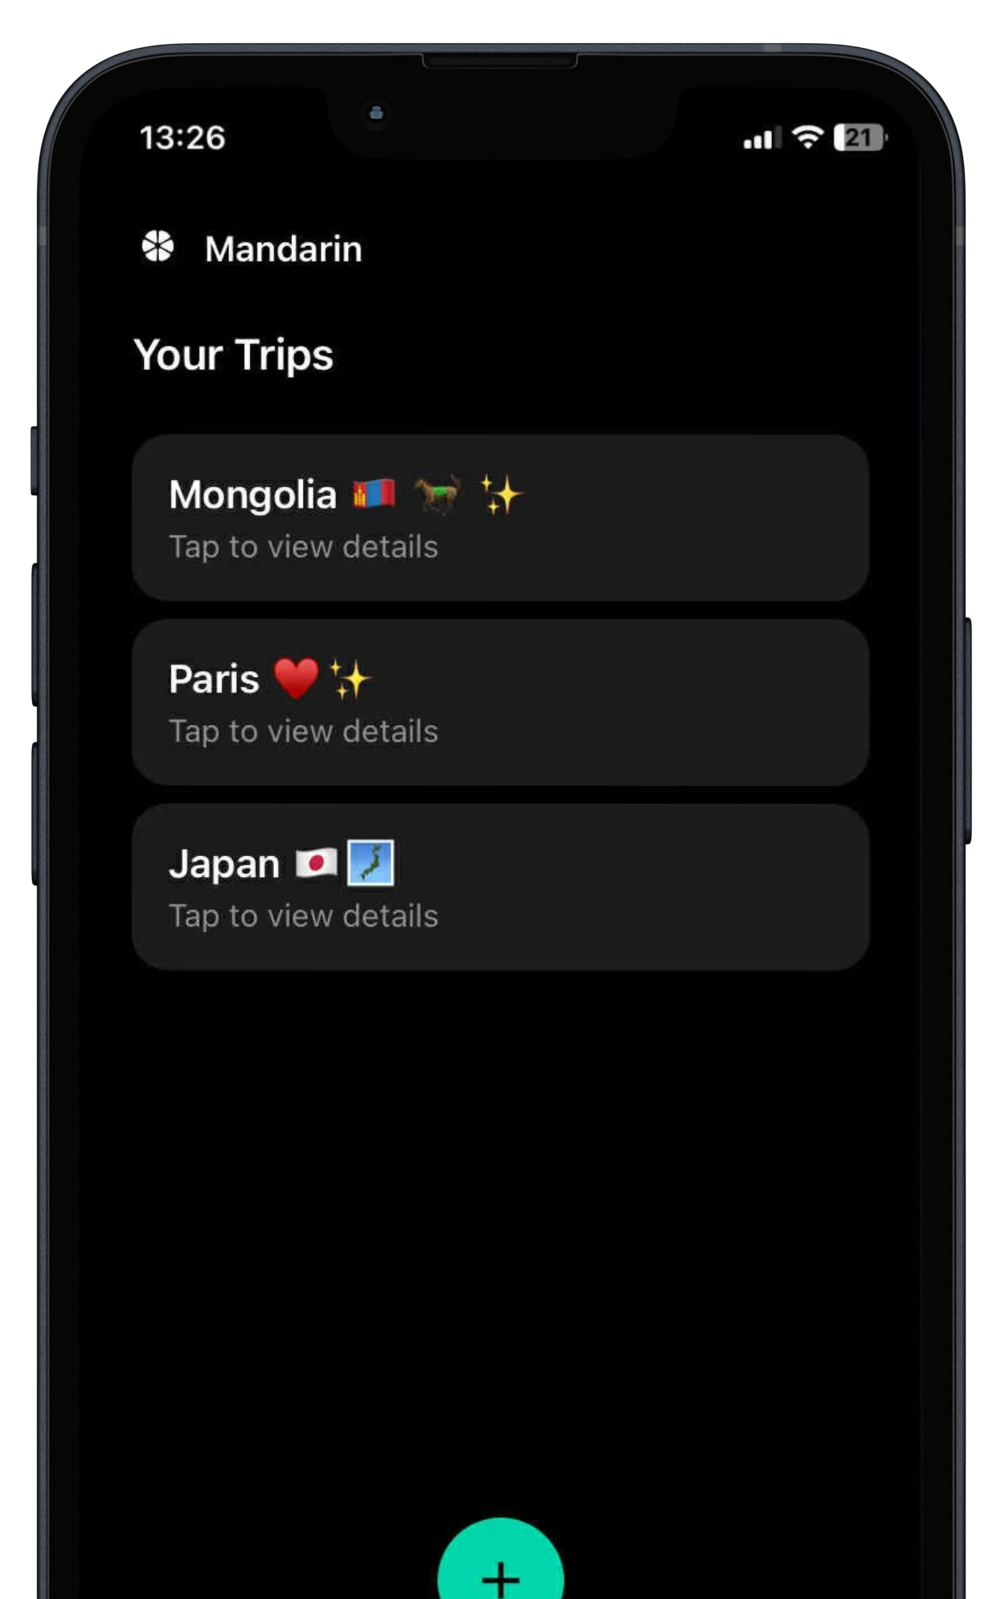 13:26
21
Mandarin
Your Trips
Mongolia 🇲🇳 🐎 ✨
Tap to view details
Paris ❤️✨
Tap to view details
Japan 🇯🇵🗾
Tap to view details
+